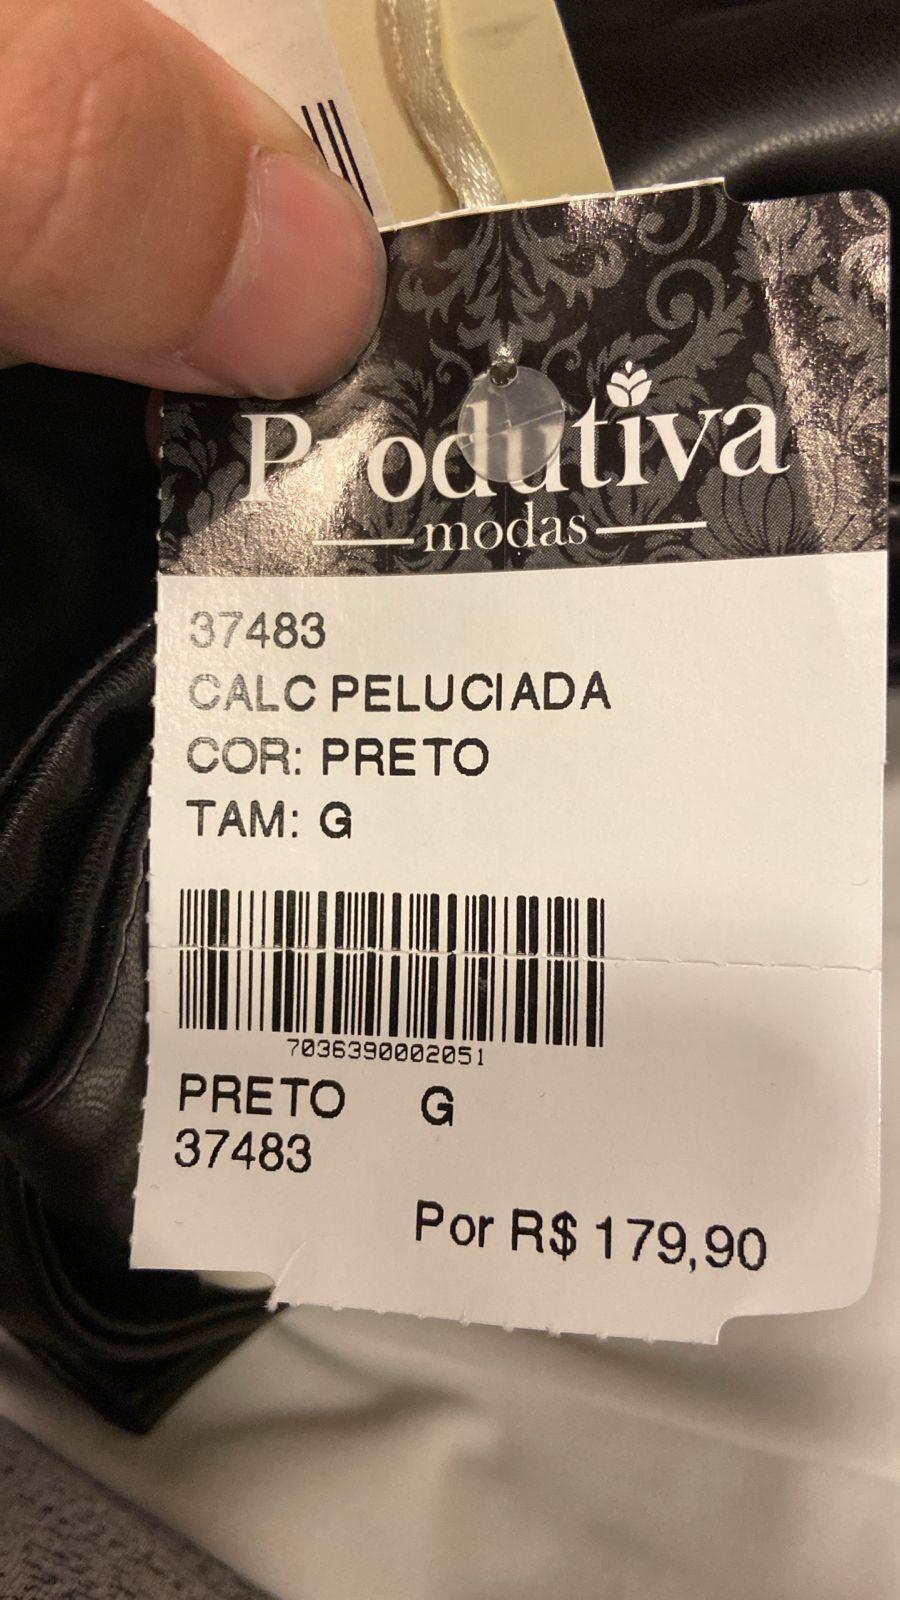 Produtiva
modas
37483
CALC PELUCIADA
COR: PRETO
TAM: G
7036390002051
PRETO G
37483
Por R$ 179,90